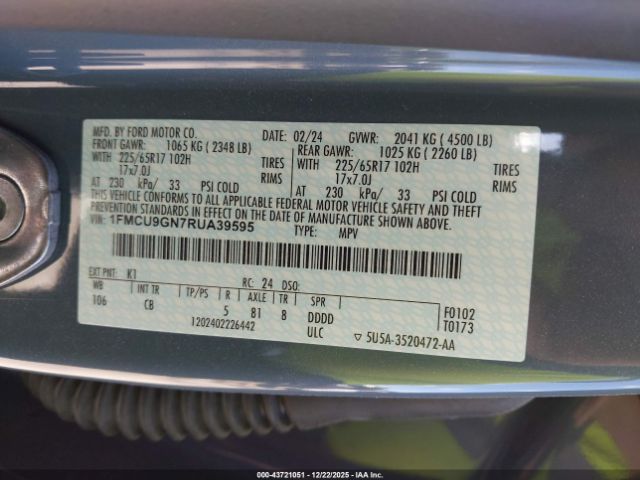 MFD. BY FORD MOTOR CO. DATE: 02/24 GVWR: 2041 KG ( 4500 LB)
FRONT GAWR: 1065 KG ( 2348 LB) REAR GAWR: 1025 KG ( 2260 LB)
WITH 225/65R17 102H TIRES WITH 225/65R17 102H TIRES
17x7.0J RIMS 17x7.0J RIMS
AT 230 kPa/ 33 PSI COLD AT 230 kPa/ 33 PSI COLD
THIS VEHICLE CONFORMS TO ALL APPLICABLE FEDERAL MOTOR VEHICLE SAFETY AND THEFT
PREVENTION STANDARDS IN EFFECT ON THE DATE OF MANUFACTURE SHOWN ABOVE.
VIN: 1FMCU9GN7RUA39595 TYPE: MPV
EXT PNT: K1 RC: 24 DSO: F0102
WB INT TR TP/PS R AXLE TR SPR T0173
106 CB 5 81 8 DDDD
1202402226442 ULC ▽ 5U5A-3520472-AA
000-43721051 - 12/22/2025 - IAAI.COM